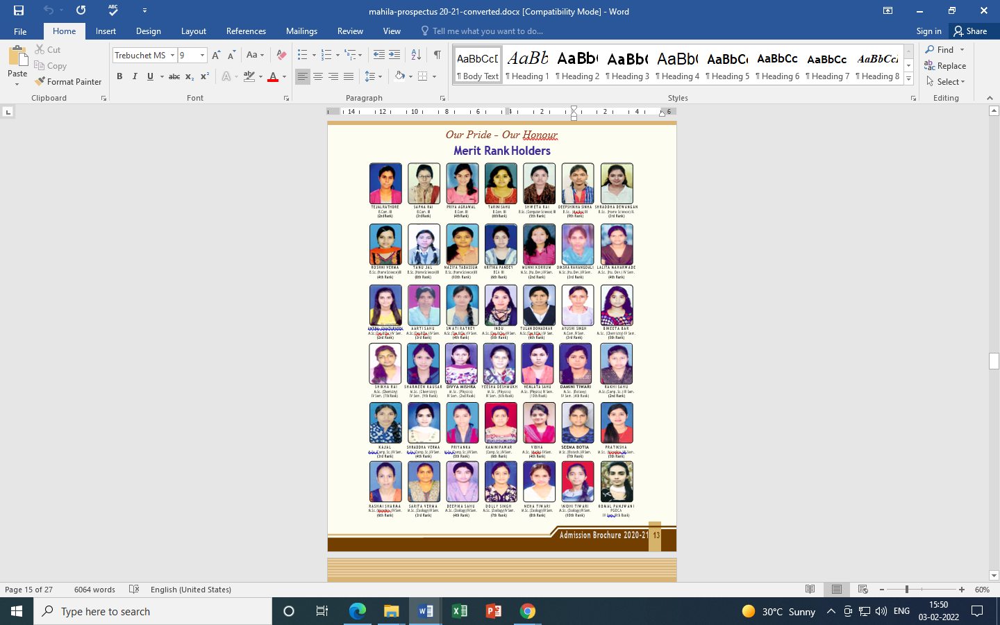 mahila-prospectus 20-21-converted.docx [Compatibility Mode] - Word
File Home Insert Design Layout References Mailings Review View Tell me what you want to do... Sign in Share
Paste
Cut
Copy
Format Painter
Clipboard
Trebuchet MS 9
Font
Paragraph
AaBbCcD AaBb AaBb( AaBb( AaBb( AaBbC AaBbCc AaBbCc AaBbCcI
¶ Body Text ¶ Heading 1 ¶ Heading 2 ¶ Heading 3 ¶ Heading 4 ¶ Heading 5 ¶ Heading 6 ¶ Heading 7 ¶ Heading 8
Styles
Find
Replace
Select
Editing
14 12 10 8 6 4 2 2 4 6
Our Pride - Our Honour
Merit Rank Holders
TEJAL RATHORE SAPNA RAI PRIYA AGRAWAL TARINI SAHU SHWETA RAI DEEPSHIKHA SINHA SHRADDHA DEWANGAN
B.Com. III B.Com. III B.Com. III B.Com. III B.Sc. (Computer Science) III B.Sc. III B.Sc. (Home Science) II.
(2nd Rank) (3rd Rank) (4th Rank) (6th Rank) (5th Rank) (9th Rank) (3rd Rank)
ROSHNI VERMA TANU JAL NAZIYA TABASSUM KRITIKA PANDEY MUNNI KORRUM DIKSHA RAHANGDALI LALITA MAHARWADE
B.Sc. (Home Science) III B.Sc. (Home Science) III B.Sc. (Home Science) III BCA III M.Sc. (Hu. Dev.) IV Sem. M.Sc. (Hu. Dev.) IV Sem. M.Sc. (Hu. Dev.) IV Sem.
(4th Rank) (8th Rank) (10th Rank) (6th Rank) (2nd Rank) (3rd Rank) (4th Rank)
AARTI SAHU SWATI RATREY INDU TULAN DONADKAR AYUSHI SINGH BINEETA BAR
M.Sc. IV Sem. M.Sc. IV Sem. M.Sc. IV Sem. M.Sc. IV Sem. M.Sc. IV Sem. M.Com. IV Sem. M.Sc. (Chemistry) IV Sem.
(2nd Rank) (3rd Rank) (4th Rank) (5th Rank) (6th Rank) (3rd Rank) (5th Rank)
SHIKHA RAI SHARMEEN KAUSAR DIVYA MISHRA YEESHA DESHMUKH HEMLATA SAHU DAMINI TIWARI RAKHI SAHU
M.Sc. (Chemistry) M.Sc. (Chemistry) M.Sc. (Physics) M.Sc. (Physics) M.Sc. (Physics) IV Sem. M.Sc. (Botany) M.Sc. (Comp. Sc.) IV Sem.
IV Sem. (7th Rank) IV Sem. (9th Rank) IV Sem. (2nd Rank) IV Sem. (6th Rank) (10th Rank) IV Sem. (4th Rank) (2nd Rank)
KAJAL SHRADDHA VERMA PRIYANKA KAMINI PAWAR VIBHA SEEMA BOTIA PRATIKSHA
(Comp. Sc.) IV Sem. (Comp. Sc.) IV Sem. (Comp. Sc.) IV Sem. (Comp. Sc.) IV Sem. M.Sc. IV Sem. M.Sc. (Biotech.) IV Sem. M.Sc. IV Sem.
(3rd Rank) (4th Rank) (5th Rank) (6th Rank) (4th Rank) (7th Rank) (5th Rank)
RASHMI SHARMA SARITA VERMA DEEPIKA SAHU DOLLY SINGH NEHA TIWARI NIDHI TIWARI KOMAL PANJWANI
M.Sc. IV Sem. M.Sc. (Zoology) IV Sem. M.Sc. (Zoology) IV Sem. M.Sc. (Zoology) IV Sem. M.Sc. (Zoology) IV Sem. M.Sc. (Zoology) IV Sem. PGDCA
(6th Rank) (3rd Rank) (4th Rank) (7th Rank) (8th Rank) (10th Rank)
Admission Brochure 2020-21 13
Page 15 of 27 6064 words English (United States) 60%
Type here to search 30°C Sunny ENG 15:50
03-02-2022